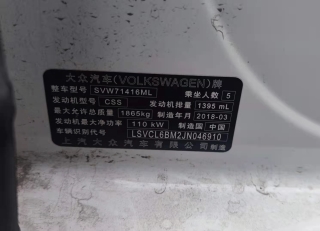 大众汽车(VOLKSWAGEN)牌
整车型号 SVW71416ML 乘坐人数 5
发动机型号 CSS 发动机排量 1395 mL
最大允许总质量 1865kg 制造年月 2018-03
发动机最大净功率 110 kW 制造国 中国
车辆识别代号 LSVCL6BM2JN046910
上汽大众汽车有限公司 制造